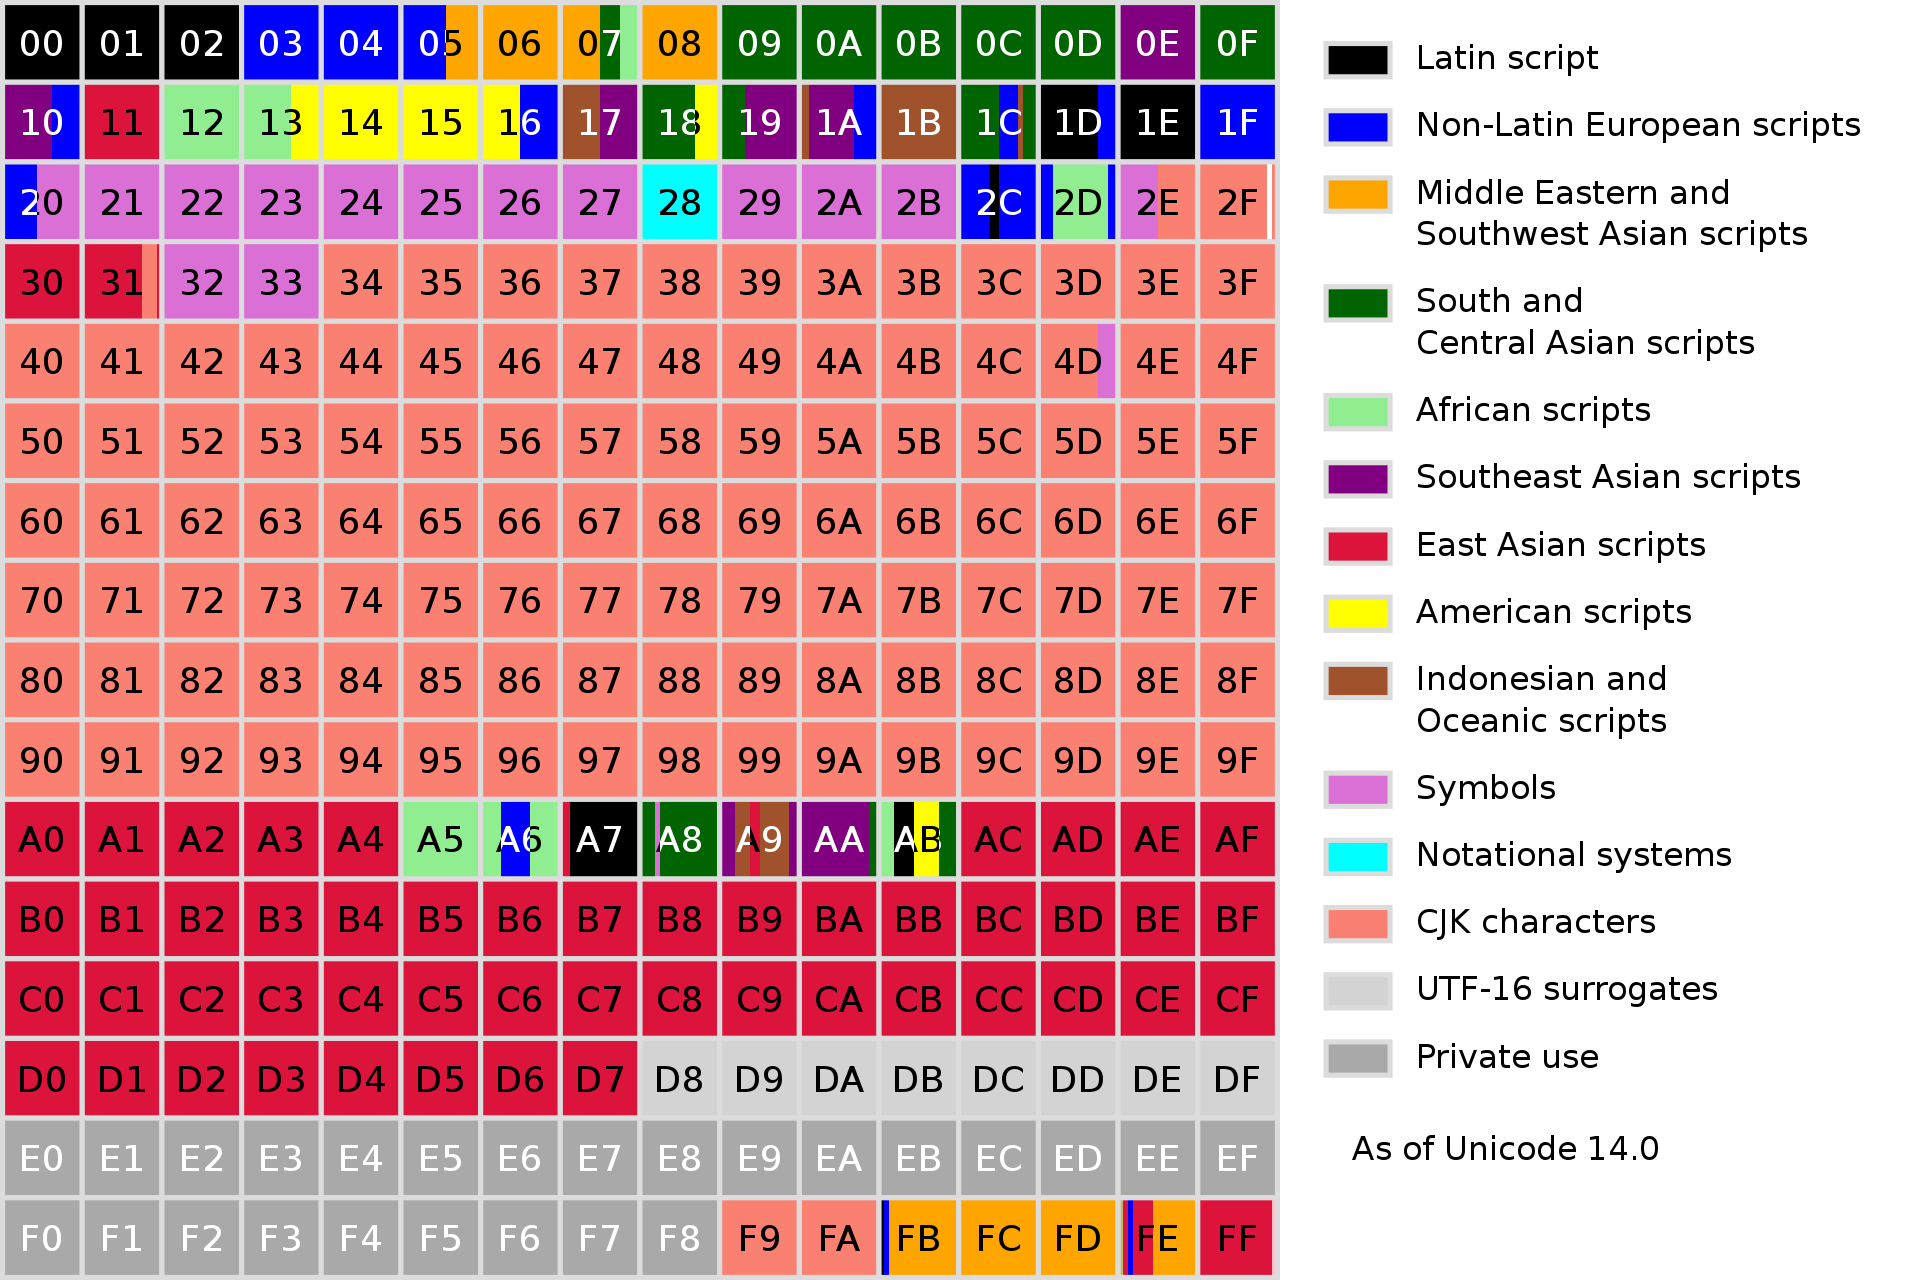 00 01 02 03 04 05 06 07 08 09 0A 0B 0C 0D 0E 0F
10 11 12 13 14 15 16 17 18 19 1A 1B 1C 1D 1E 1F
20 21 22 23 24 25 26 27 28 29 2A 2B 2C 2D 2E 2F
30 31 32 33 34 35 36 37 38 39 3A 3B 3C 3D 3E 3F
40 41 42 43 44 45 46 47 48 49 4A 4B 4C 4D 4E 4F
50 51 52 53 54 55 56 57 58 59 5A 5B 5C 5D 5E 5F
60 61 62 63 64 65 66 67 68 69 6A 6B 6C 6D 6E 6F
70 71 72 73 74 75 76 77 78 79 7A 7B 7C 7D 7E 7F
80 81 82 83 84 85 86 87 88 89 8A 8B 8C 8D 8E 8F
90 91 92 93 94 95 96 97 98 99 9A 9B 9C 9D 9E 9F
A0 A1 A2 A3 A4 A5 A6 A7 A8 A9 AA AB AC AD AE AF
B0 B1 B2 B3 B4 B5 B6 B7 B8 B9 BA BB BC BD BE BF
C0 C1 C2 C3 C4 C5 C6 C7 C8 C9 CA CB CC CD CE CF
D0 D1 D2 D3 D4 D5 D6 D7 D8 D9 DA DB DC DD DE DF
E0 E1 E2 E3 E4 E5 E6 E7 E8 E9 EA EB EC ED EE EF
F0 F1 F2 F3 F4 F5 F6 F7 F8 F9 FA FB FC FD FE FF
Latin script
Non-Latin European scripts
Middle Eastern and
Southwest Asian scripts
South and
Central Asian scripts
African scripts
Southeast Asian scripts
East Asian scripts
American scripts
Indonesian and
Oceanic scripts
Symbols
Notational systems
CJK characters
UTF-16 surrogates
Private use
As of Unicode 14.0